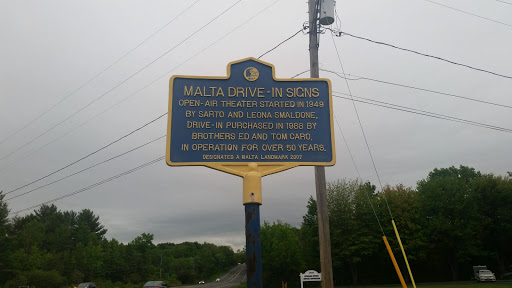 MALTA DRIVE-IN SIGNS
OPEN-AIR THEATER STARTED IN 1949
BY SARTO AND LEONA SMALDONE,
DRIVE-IN PURCHASED IN 1988 BY
BROTHERS ED AND TOM CARO,
IN OPERATION FOR OVER 50 YEARS.
DESIGNATED A MALTA LANDMARK 2007